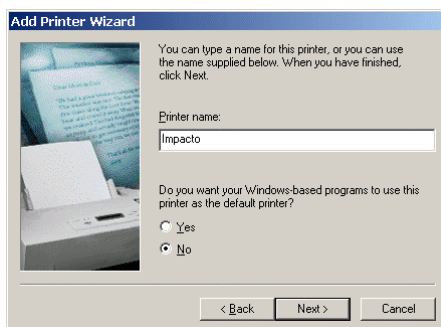 Add Printer Wizard
You can type a name for this printer, or you can use
the name supplied below. When you have finished,
click Next.
Printer name:
Impacto
Do you want your Windows-based programs to use this
printer as the default printer?
Yes
No
< Back
Next >
Cancel